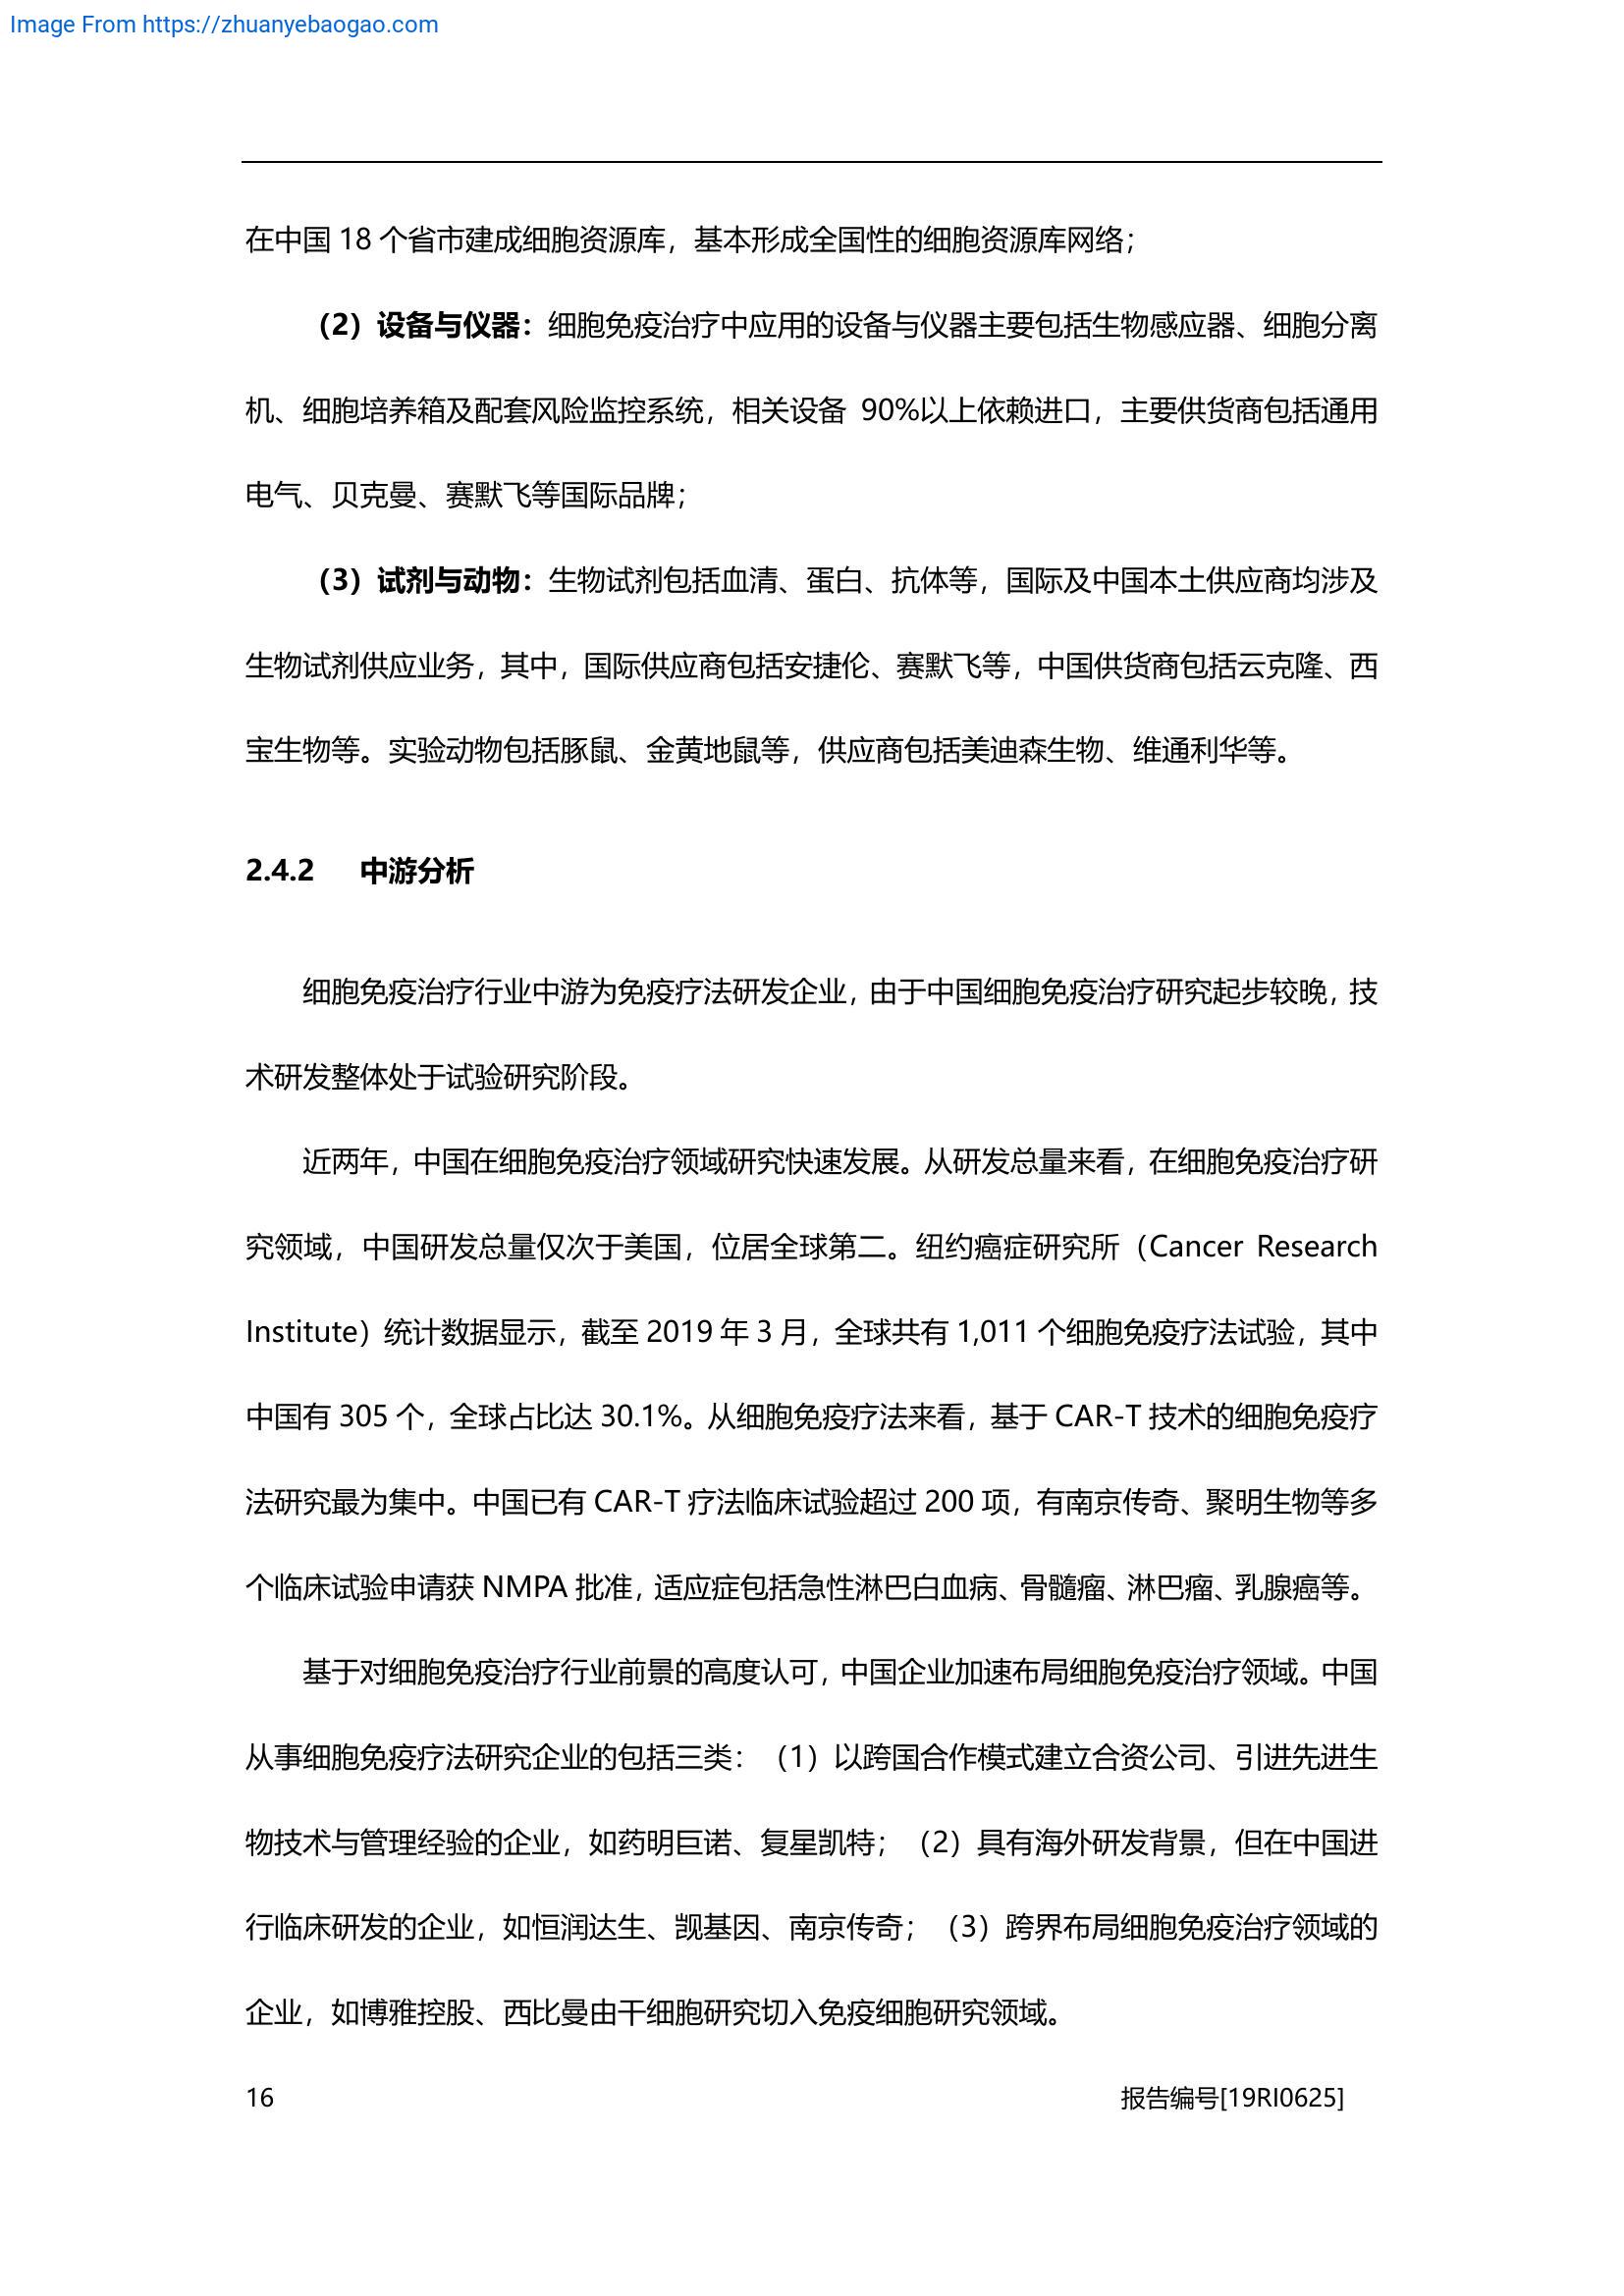 Image From https://zhuanyebaogao.com
在中国 18 个省市建成细胞资源库，基本形成全国性的细胞资源库网络；
（2）设备与仪器：细胞免疫治疗中应用的设备与仪器主要包括生物感应器、细胞分离
机、细胞培养箱及配套风险监控系统，相关设备 90%以上依赖进口，主要供货商包括通用
电气、贝克曼、赛默飞等国际品牌；
（3）试剂与动物：生物试剂包括血清、蛋白、抗体等，国际及中国本土供应商均涉及
生物试剂供应业务，其中，国际供应商包括安捷伦、赛默飞等，中国供货商包括云克隆、西
宝生物等。实验动物包括豚鼠、金黄地鼠等，供应商包括美迪森生物、维通利华等。
2.4.2 中游分析
细胞免疫治疗行业中游为免疫疗法研发企业，由于中国细胞免疫治疗研究起步较晚，技
术研发整体处于试验研究阶段。
近两年，中国在细胞免疫治疗领域研究快速发展。从研发总量来看，在细胞免疫治疗研
究领域，中国研发总量仅次于美国，位居全球第二。纽约癌症研究所（Cancer Research
Institute）统计数据显示，截至 2019 年 3 月，全球共有 1,011 个细胞免疫疗法试验，其中
中国有 305 个，全球占比达 30.1%。从细胞免疫疗法来看，基于 CAR-T 技术的细胞免疫疗
法研究最为集中。中国已有 CAR-T 疗法临床试验超过 200 项，有南京传奇、聚明生物等多
个临床试验申请获 NMPA 批准，适应症包括急性淋巴白血病、骨髓瘤、淋巴瘤、乳腺癌等。
基于对细胞免疫治疗行业前景的高度认可，中国企业加速布局细胞免疫治疗领域。中国
从事细胞免疫疗法研究企业的包括三类：（1）以跨国合作模式建立合资公司、引进先进生
物技术与管理经验的企业，如药明巨诺、复星凯特；（2）具有海外研发背景，但在中国进
行临床研发的企业，如恒润达生、觊基因、南京传奇；（3）跨界布局细胞免疫治疗领域的
企业，如博雅控股、西比曼由干细胞研究切入免疫细胞研究领域。
16 报告编号[19RI0625]